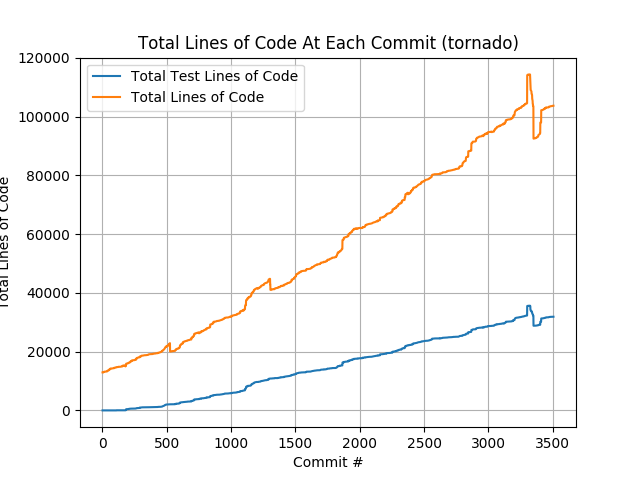 Total Lines of Code At Each Commit (tornado)
Total Test Lines of Code
Total Lines of Code
120000
100000
80000
60000
40000
20000
0
Total Lines of Code
0 500 1000 1500 2000 2500 3000 3500
Commit #